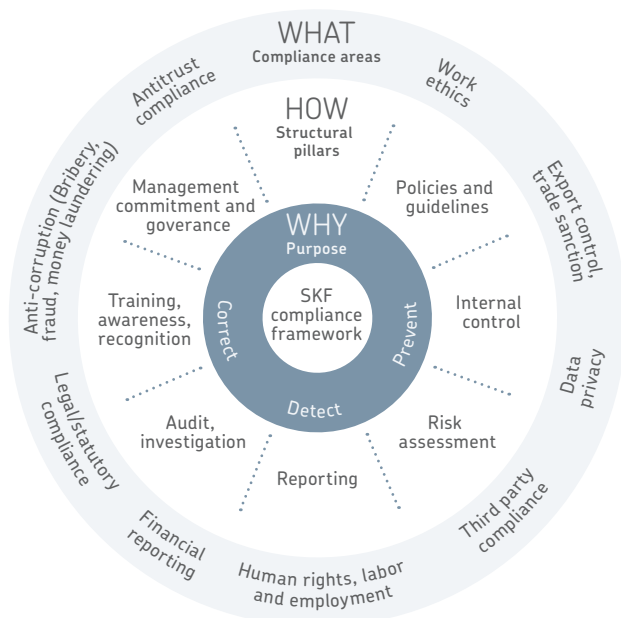 WHAT
Compliance areas
Work
ethics
Export control,
trade sanction
Data
privacy
Third party
compliance
Human rights, labor
and employment
Financial
reporting
Legal/statutory
compliance
Anti-corruption (Bribery,
fraud, money laundering)
Antitrust
compliance
HOW
Structural
pillars
Policies and
guidelines
Internal
control
Risk
assessment
Reporting
Audit,
investigation
Training,
awareness,
recognition
Management
commitment and
goverance
WHY
Purpose
Prevent
Detect
Correct
SKF
compliance
framework